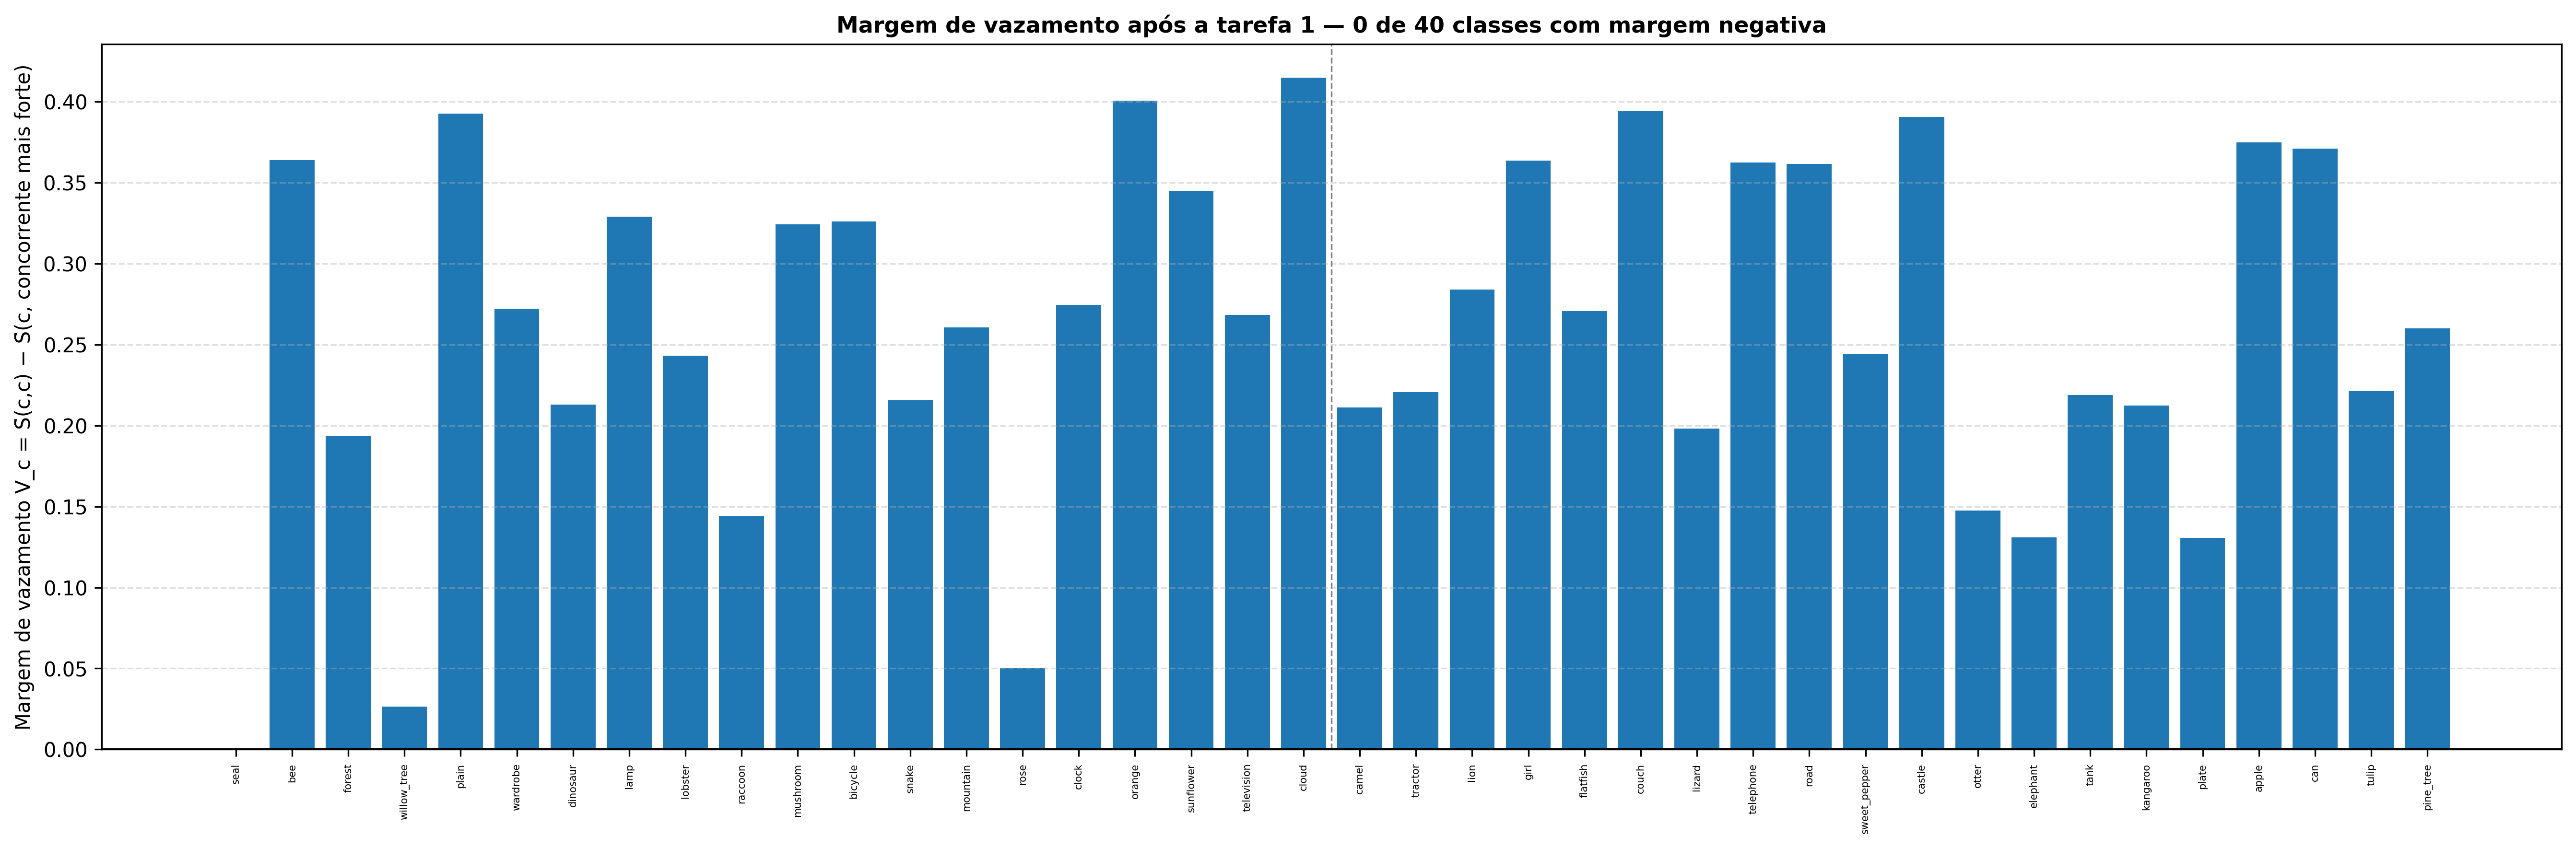 Margem de vazamento após a tarefa 1 — 0 de 40 classes com margem negativa
Margem de vazamento V_c = S(c,c) − S(c, concorrente mais forte)
0.40
0.35
0.30
0.25
0.20
0.15
0.10
0.05
0.00
seal
bee
forest
willow_tree
plain
wardrobe
dinosaur
lamp
lobster
raccoon
mushroom
bicycle
snake
mountain
rose
clock
orange
sunflower
television
cloud
camel
tractor
lion
girl
flatfish
couch
lizard
telephone
road
sweet_pepper
castle
otter
elephant
tank
kangaroo
plate
apple
can
tulip
pine_tree